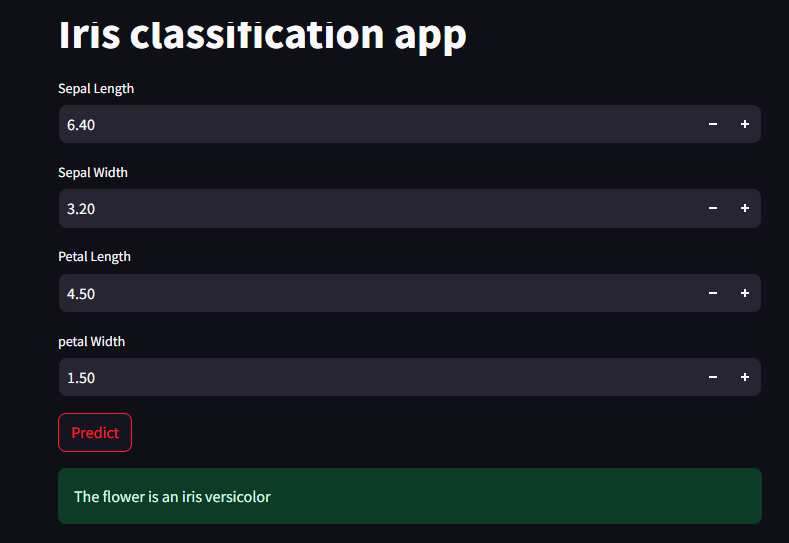 Iris classification app
Sepal Length
6.40
Sepal Width
3.20
Petal Length
4.50
petal Width
1.50
Predict
The flower is an iris versicolor